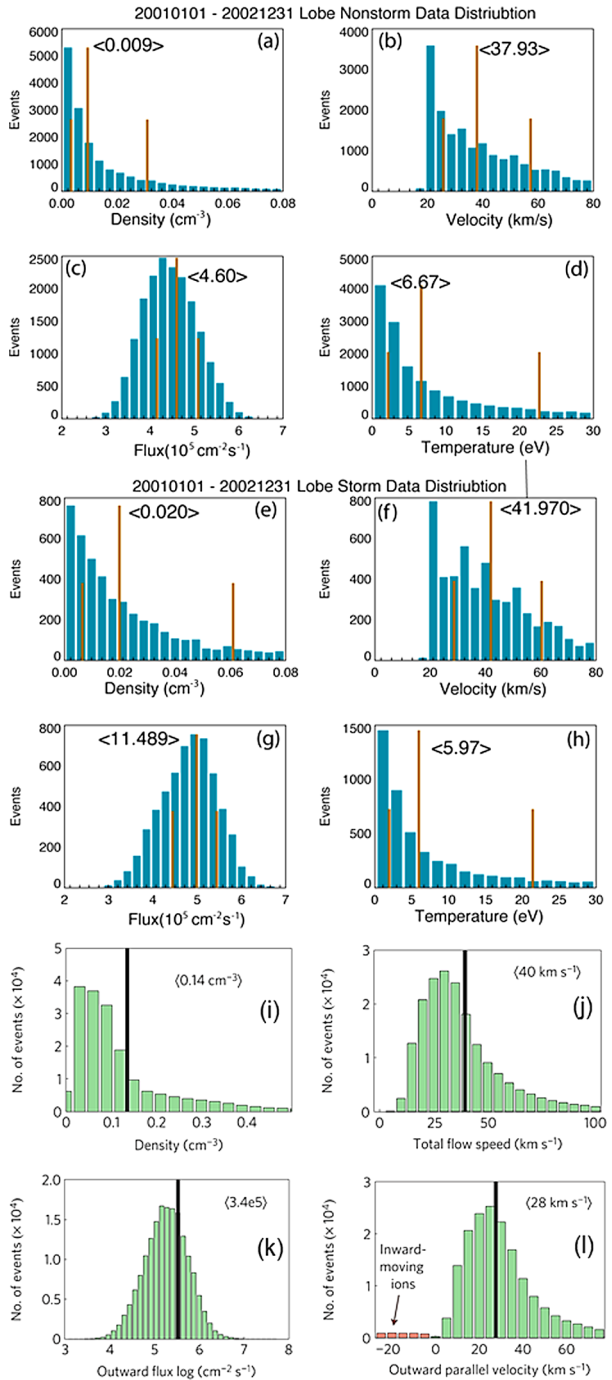 20010101 - 20021231 Lobe Nonstorm Data Distriubtion
6000
5000
4000
3000
2000
1000
0
Events
<0.009>
(a)
0.00 0.02 0.04 0.06 0.08
Density (cm-3)
4000
3000
2000
1000
0
Events
(b)
<37.93>
0 20 40 60 80
Velocity (km/s)
2500
2000
1500
1000
500
0
Events
(c)
<4.60>
2 3 4 5 6 7
Flux(10⁵ cm⁻²s⁻¹)
5000
4000
3000
2000
1000
0
Events
<6.67>
(d)
0 5 10 15 20 25 30
Temperature (eV)
20010101 - 20021231 Lobe Storm Data Distriubtion
800
600
400
200
0
Events
<0.020>
(e)
0.00 0.02 0.04 0.06 0.08
Density (cm⁻³)
800
600
400
200
0
Events
(f)
<41.970>
0 20 40 60 80
Velocity (km/s)
800
600
400
200
0
Events
<11.489>
(g)
2 3 4 5 6 7
Flux(10⁵ cm⁻²s⁻¹)
1500
1000
500
0
Events
<5.97>
(h)
0 5 10 15 20 25 30
Temperature (eV)
5
4
3
2
1
0
No. of events (×10⁴)
⟨0.14 cm⁻³⟩
(i)
0 0.1 0.2 0.3 0.4
Density (cm⁻³)
3
2
1
0
No. of events (×10⁴)
⟨40 km s⁻¹⟩
(j)
25 50 75 100
Total flow speed (km s⁻¹)
2.0
1.5
1.0
0.5
0.0
No. of events (×10⁴)
⟨3.4e5⟩
(k)
3 4 5 6 7 8
Outward flux log (cm⁻² s⁻¹)
3
2
1
0
No. of events (×10⁴)
⟨28 km s⁻¹⟩
Inward-
moving
ions
(l)
−20 0 20 40 60
Outward parallel velocity (km s⁻¹)